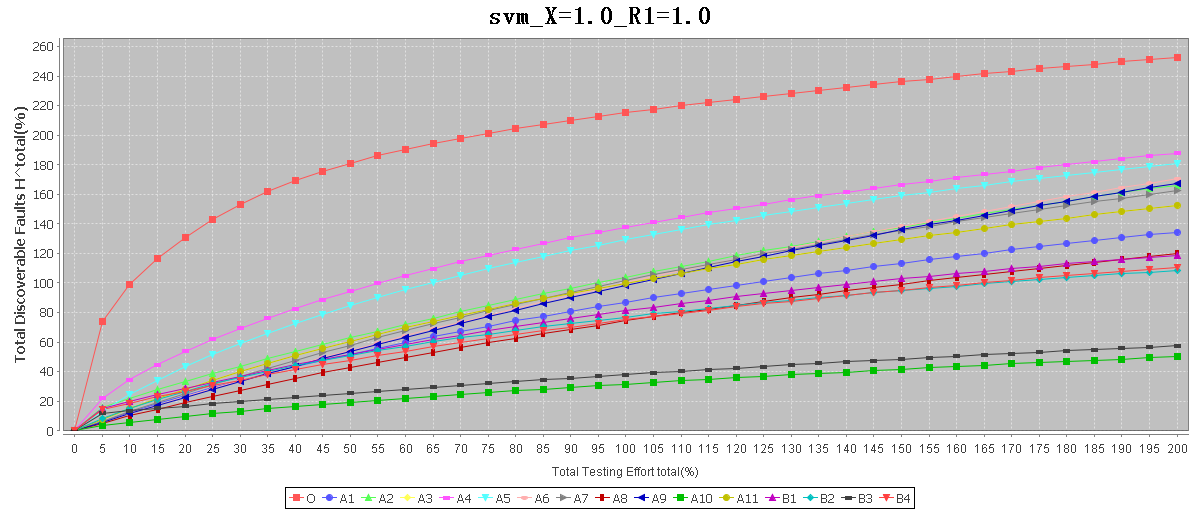 svm_X=1.0_R1=1.0
Total Discoverable Faults H^total(%)
260
240
220
200
180
160
140
120
100
80
60
40
20
0
0 5 10 15 20 25 30 35 40 45 50 55 60 65 70 75 80 85 90 95 100 105 110 115 120 125 130 135 140 145 150 155 160 165 170 175 180 185 190 195 200
Total Testing Effort total(%)
O A1 A2 A3 A4 A5 A6 A7 A8 A9 A10 A11 B1 B2 B3 B4